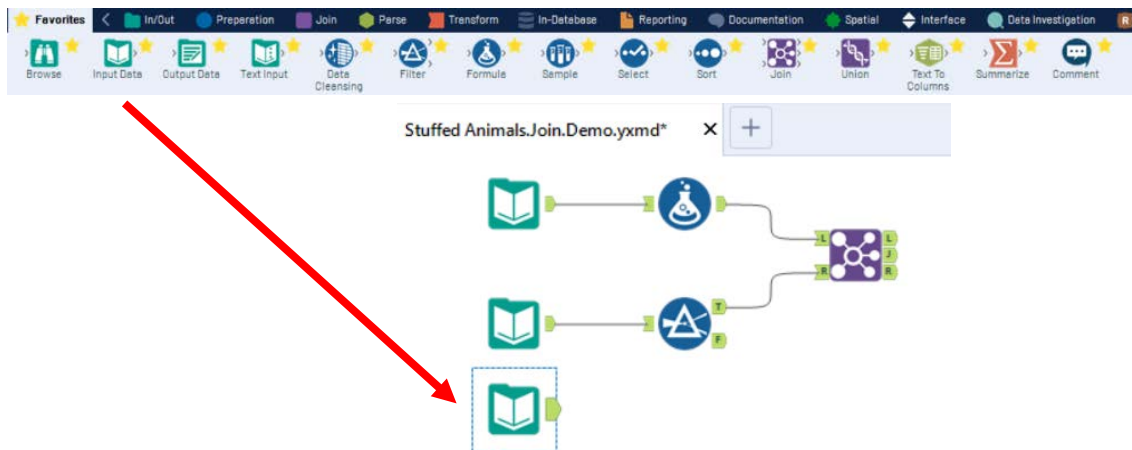 Favorites In/Out Preparation Join Parse Transform In-Database Reporting Documentation Spatial Interface Data Investigation R
Browse Input Data Output Data Text Input Data Cleansing Filter Formula Sample Select Sort Join Union Text To Columns Summarize Comment
Stuffed Animals.Join.Demo.yxmd* X +
L L
J
R R
T
F